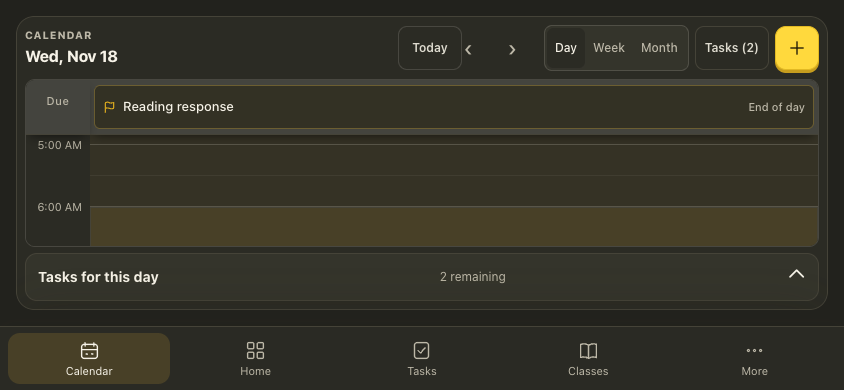 CALENDAR
Wed, Nov 18
Today
Day Week Month
Tasks (2)
Due
Reading response
End of day
5:00 AM
6:00 AM
Tasks for this day
2 remaining
Calendar
Home
Tasks
Classes
More